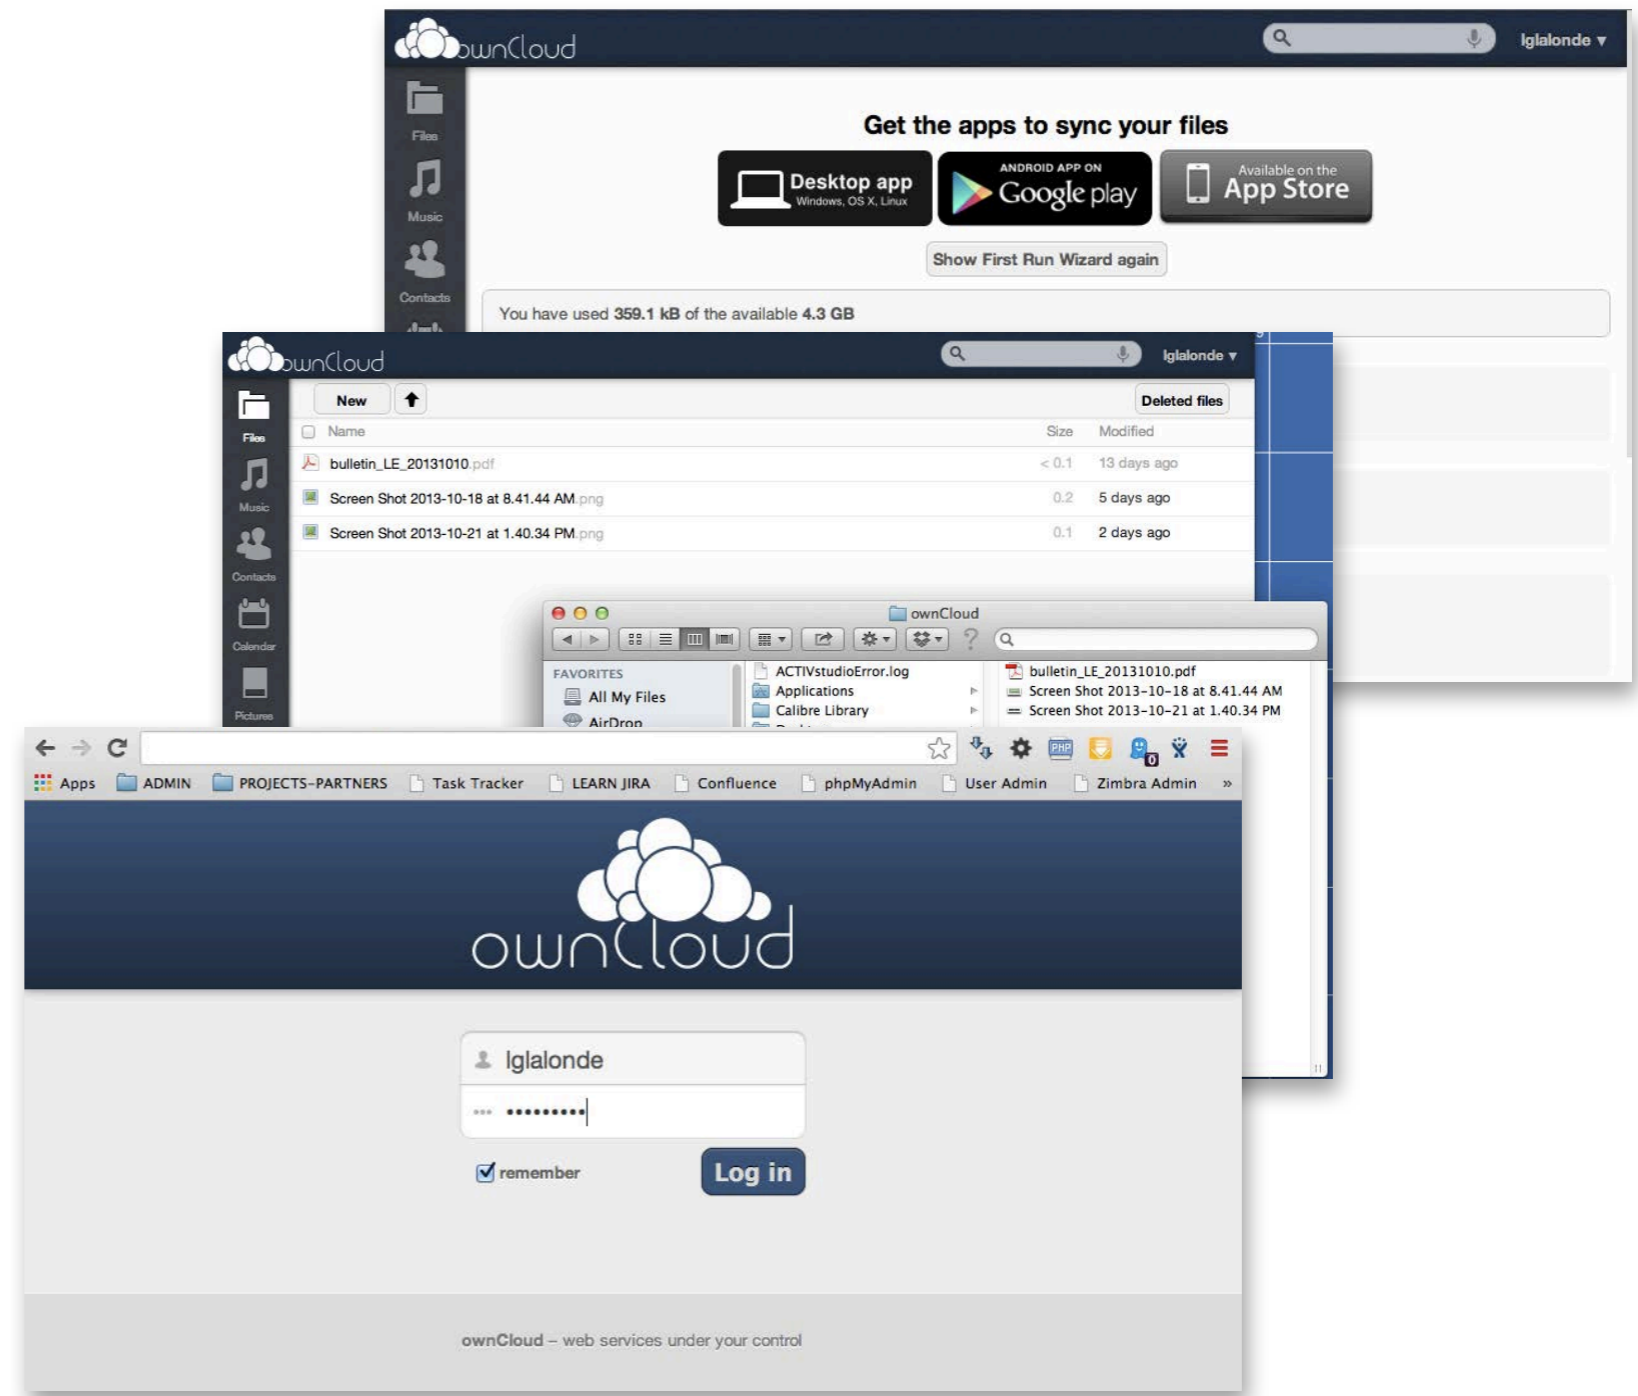 ownCloud
lglalonde ▾
Files
Music
Contacts
Get the apps to sync your files
Desktop app
Windows, OS X, Linux
ANDROID APP ON
Google play
Available on the
App Store
Show First Run Wizard again
You have used 359.1 kB of the available 4.3 GB
ownCloud
lglalonde ▾
New
Deleted files
Name Size Modified
bulletin_LE_20131010.pdf < 0.1 13 days ago
Screen Shot 2013-10-18 at 8.41.44 AM.png 0.2 5 days ago
Screen Shot 2013-10-21 at 1.40.34 PM.png 0.1 2 days ago
Files
Music
Contacts
Calendar
Pictures
ownCloud
FAVORITES
All My Files
AirDrop
ACTIVstudioError.log
Applications
Calibre Library
bulletin_LE_20131010.pdf
Screen Shot 2013-10-18 at 8.41.44 AM
Screen Shot 2013-10-21 at 1.40.34 PM
PHP
0
Apps ADMIN PROJECTS-PARTNERS Task Tracker LEARN JIRA Confluence phpMyAdmin User Admin Zimbra Admin »
ownCloud
lglalonde
•••••••••
remember
Log in
ownCloud – web services under your control